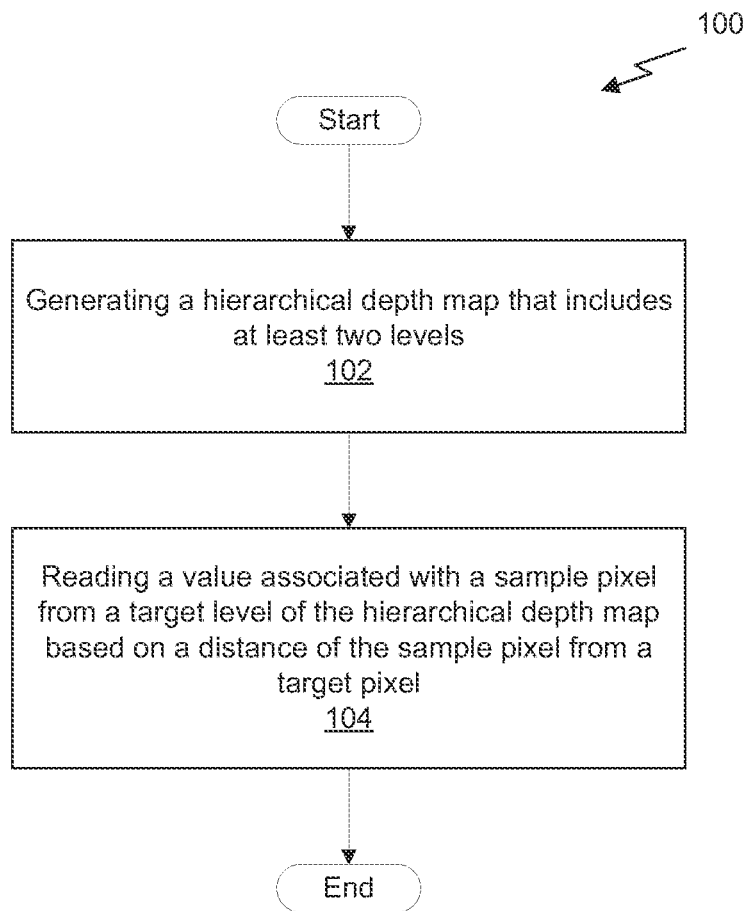 100
Start
Generating a hierarchical depth map that includes
at least two levels
102
Reading a value associated with a sample pixel
from a target level of the hierarchical depth map
based on a distance of the sample pixel from a
target pixel
104
End